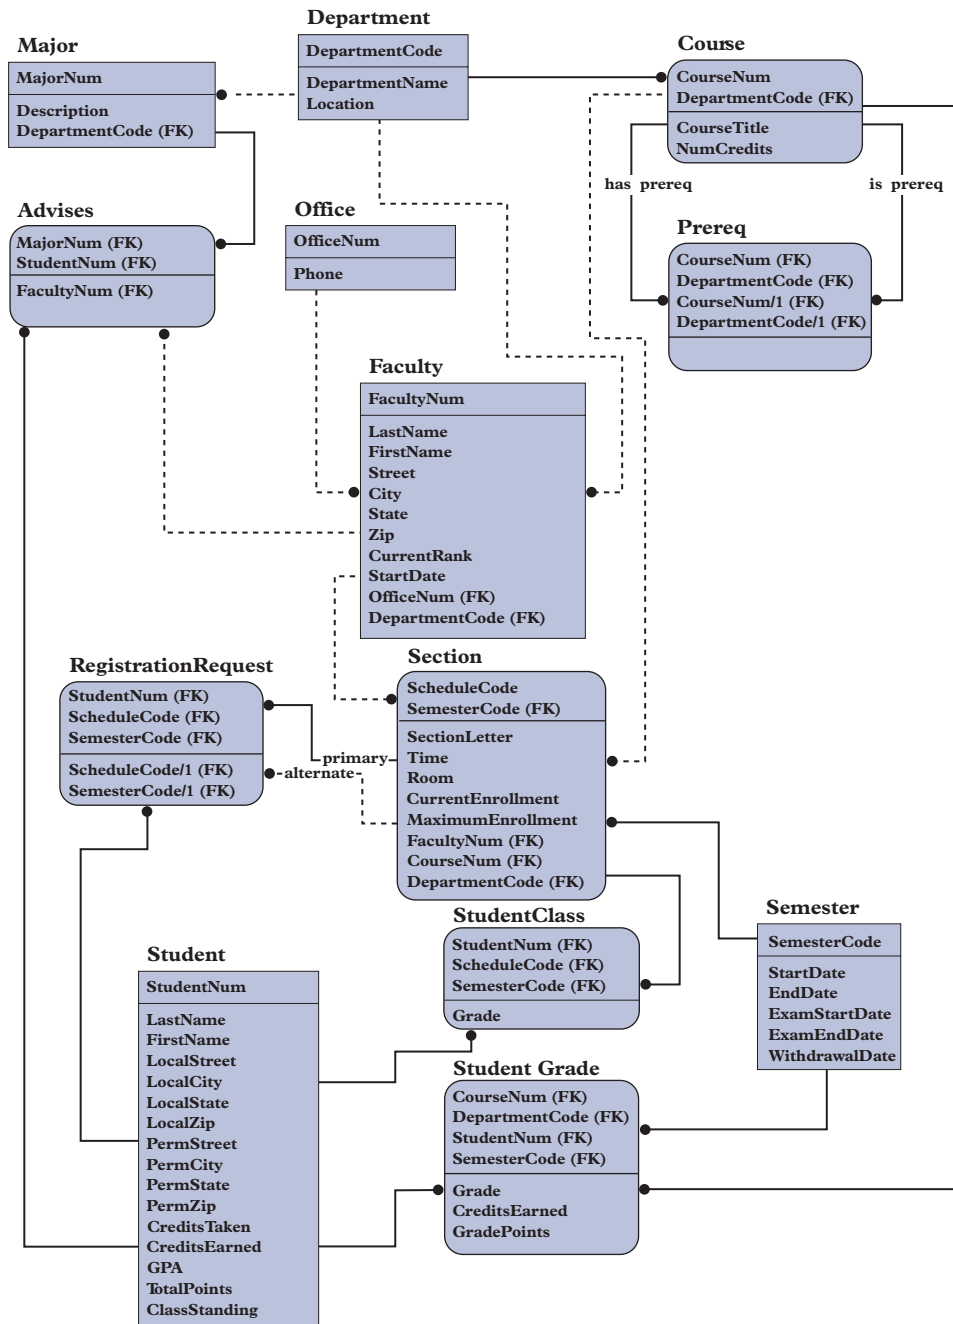 Department
DepartmentCode
DepartmentName
Location
Major
MajorNum
Description
DepartmentCode (FK)
Course
CourseNum
DepartmentCode (FK)
CourseTitle
NumCredits
has prereq
is prereq
Advises
MajorNum (FK)
StudentNum (FK)
FacultyNum (FK)
Office
OfficeNum
Phone
Prereq
CourseNum (FK)
DepartmentCode (FK)
CourseNum/1 (FK)
DepartmentCode/1 (FK)
Faculty
FacultyNum
LastName
FirstName
Street
City
State
Zip
CurrentRank
StartDate
OfficeNum (FK)
DepartmentCode (FK)
RegistrationRequest
StudentNum (FK)
ScheduleCode (FK)
SemesterCode (FK)
ScheduleCode/1 (FK)
SemesterCode/1 (FK)
primary
alternate
Section
ScheduleCode
SemesterCode (FK)
SectionLetter
Time
Room
CurrentEnrollment
MaximumEnrollment
FacultyNum (FK)
CourseNum (FK)
DepartmentCode (FK)
StudentClass
StudentNum (FK)
ScheduleCode (FK)
SemesterCode (FK)
Grade
Semester
SemesterCode
StartDate
EndDate
ExamStartDate
ExamEndDate
WithdrawalDate
Student
StudentNum
LastName
FirstName
LocalStreet
LocalCity
LocalState
LocalZip
PermStreet
PermCity
PermState
PermZip
CreditsTaken
CreditsEarned
GPA
TotalPoints
ClassStanding
Student Grade
CourseNum (FK)
DepartmentCode (FK)
StudentNum (FK)
SemesterCode (FK)
Grade
CreditsEarned
GradePoints